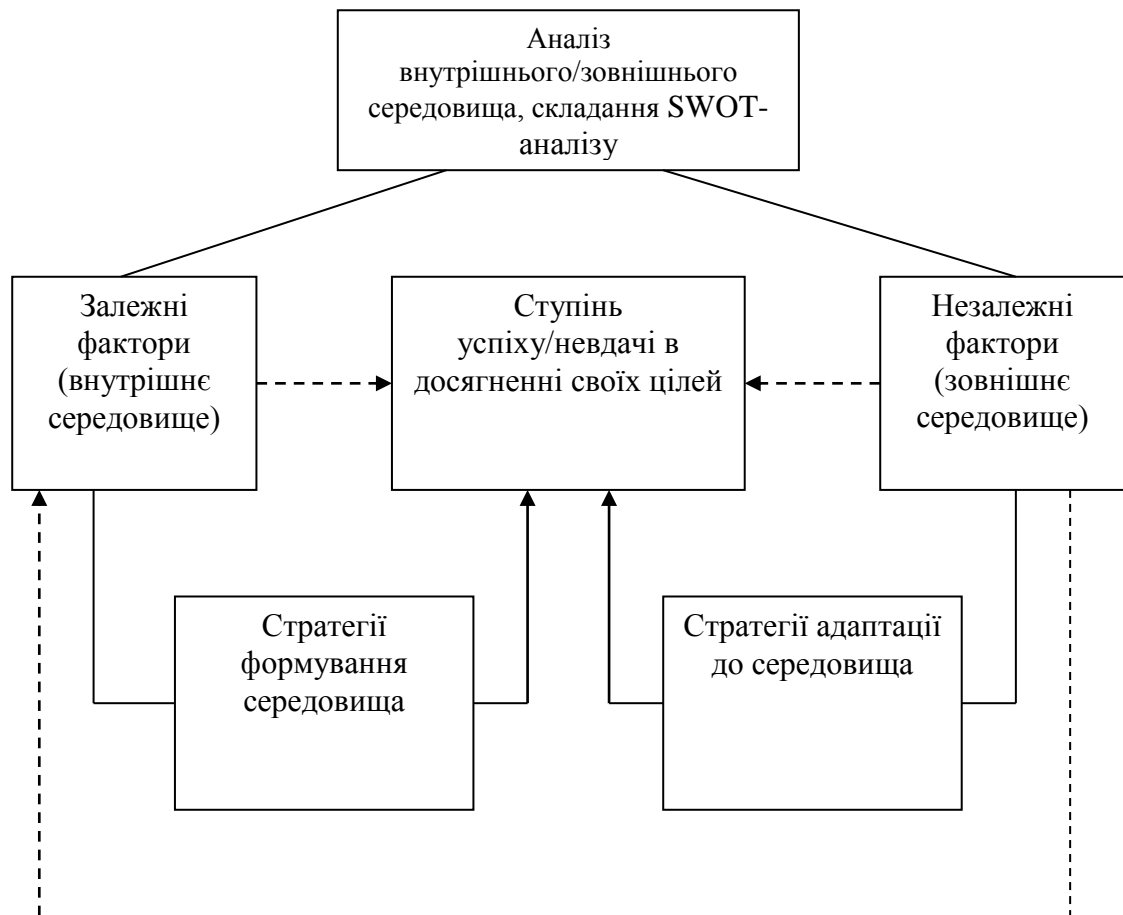 Аналіз
внутрішнього/зовнішнього
середовища, складання SWOT-
аналізу
Залежні
фактори
(внутрішнє
середовище)
Ступінь
успіху/невдачі в
досягненні своїх цілей
Незалежні
фактори
(зовнішнє
середовище)
Стратегії
формування
середовища
Стратегії адаптації
до середовища